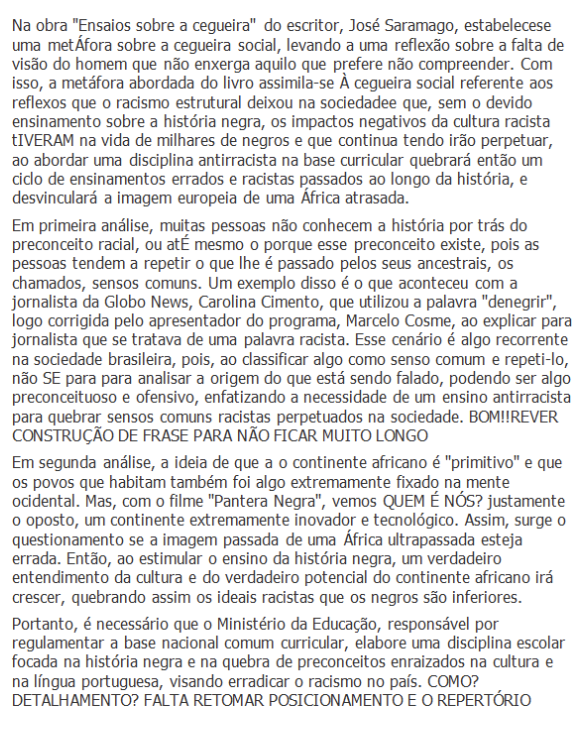 Na obra "Ensaios sobre a cegueira"  do escritor, José Saramago, estabelecese
uma metÁfora sobre a cegueira social, levando a uma reflexão sobre a falta de
visão do homem que não enxerga aquilo que prefere não compreender. Com
isso, a metáfora abordada do livro assimila-se À cegueira social referente aos
reflexos que o racismo estrutural deixou na sociedadee que, sem o devido
ensinamento sobre a história negra, os impactos negativos da cultura racista
tIVERAM na vida de milhares de negros e que continua tendo irão perpetuar,
ao abordar uma disciplina antirracista na base curricular quebrará então um
ciclo de ensinamentos errados e racistas passados ao longo da história, e
desvinculará a imagem europeia de uma África atrasada.
Em primeira análise, muitas pessoas não conhecem a história por trás do
preconceito racial, ou atÉ mesmo o porque esse preconceito existe, pois as
pessoas tendem a repetir o que lhe é passado pelos seus ancestrais, os
chamados, sensos comuns. Um exemplo disso é o que aconteceu com a
jornalista da Globo News, Carolina Cimento, que utilizou a palavra "denegrir",
logo corrigida pelo apresentador do programa, Marcelo Cosme, ao explicar para
jornalista que se tratava de uma palavra racista. Esse cenário é algo recorrente
na sociedade brasileira, pois, ao classificar algo como senso comum e repeti-lo,
não SE para para analisar a origem do que está sendo falado, podendo ser algo
preconceituoso e ofensivo, enfatizando a necessidade de um ensino antirracista
para quebrar sensos comuns racistas perpetuados na sociedade. BOM!!REVER
CONSTRUÇÃO DE FRASE PARA NÃO FICAR MUITO LONGO
Em segunda análise, a ideia de que a o continente africano é "primitivo" e que
os povos que habitam também foi algo extremamente fixado na mente
ocidental. Mas, com o filme "Pantera Negra", vemos QUEM É NÓS? justamente
o oposto, um continente extremamente inovador e tecnológico. Assim, surge o
questionamento se a imagem passada de uma África ultrapassada esteja
errada. Então, ao estimular o ensino da história negra, um verdadeiro
entendimento da cultura e do verdadeiro potencial do continente africano irá
crescer, quebrando assim os ideais racistas que os negros são inferiores.
Portanto, é necessário que o Ministério da Educação, responsável por
regulamentar a base nacional comum curricular, elabore uma disciplina escolar
focada na história negra e na quebra de preconceitos enraizados na cultura e
na língua portuguesa, visando erradicar o racismo no país. COMO?
DETALHAMENTO? FALTA RETOMAR POSICIONAMENTO E O REPERTÓRIO